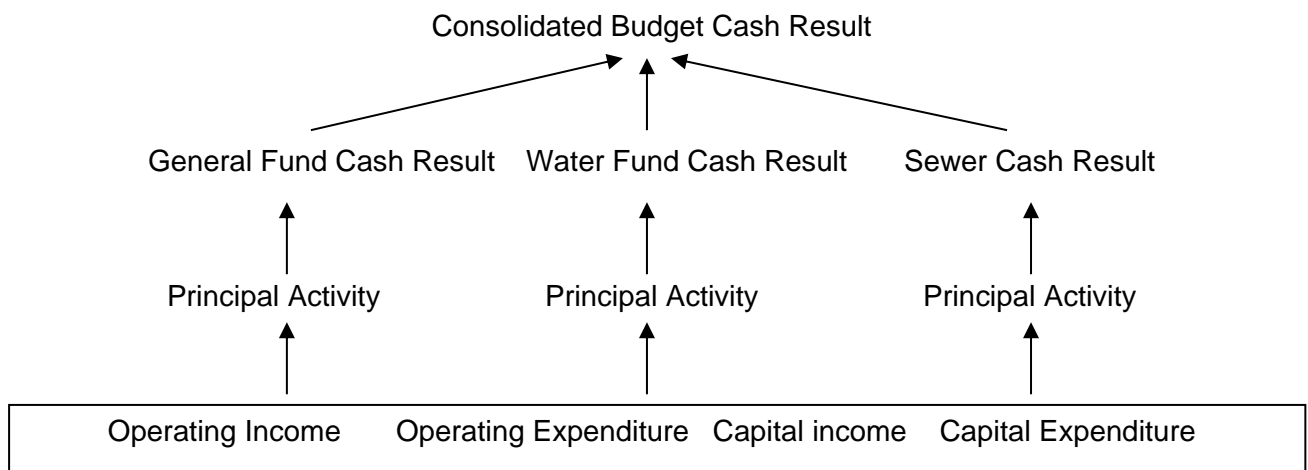 Consolidated Budget Cash Result
General Fund Cash Result Water Fund Cash Result Sewer Cash Result
Principal Activity Principal Activity Principal Activity
Operating Income Operating Expenditure Capital income Capital Expenditure